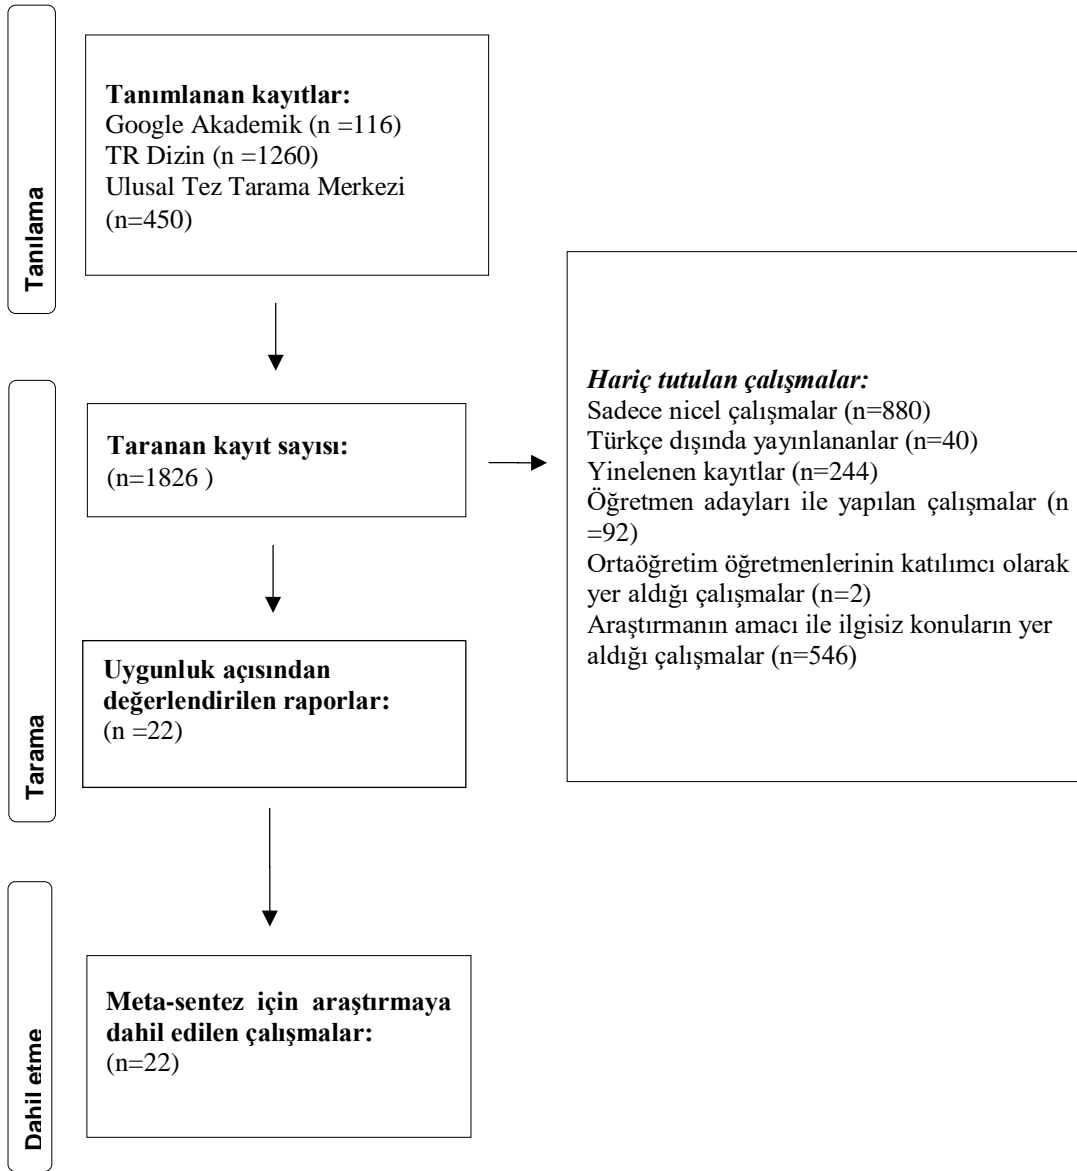 Tanılama
Tanımlanan kayıtlar:
Google Akademik (n =116)
TR Dizin (n =1260)
Ulusal Tez Tarama Merkezi
(n=450)
Tarama
Taranan kayıt sayısı:
(n=1826 )
Hariç tutulan çalışmalar:
Sadece nicel çalışmalar (n=880)
Türkçe dışında yayınlananlar (n=40)
Yinelenen kayıtlar (n=244)
Öğretmen adayları ile yapılan çalışmalar (n
=92)
Ortaöğretim öğretmenlerinin katılımcı olarak
yer aldığı çalışmalar (n=2)
Araştırmanın amacı ile ilgisiz konuların yer
aldığı çalışmalar (n=546)
Uygunluk açısından
değerlendirilen raporlar:
(n =22)
Dahil etme
Meta-sentez için araştırmaya
dahil edilen çalışmalar:
(n=22)